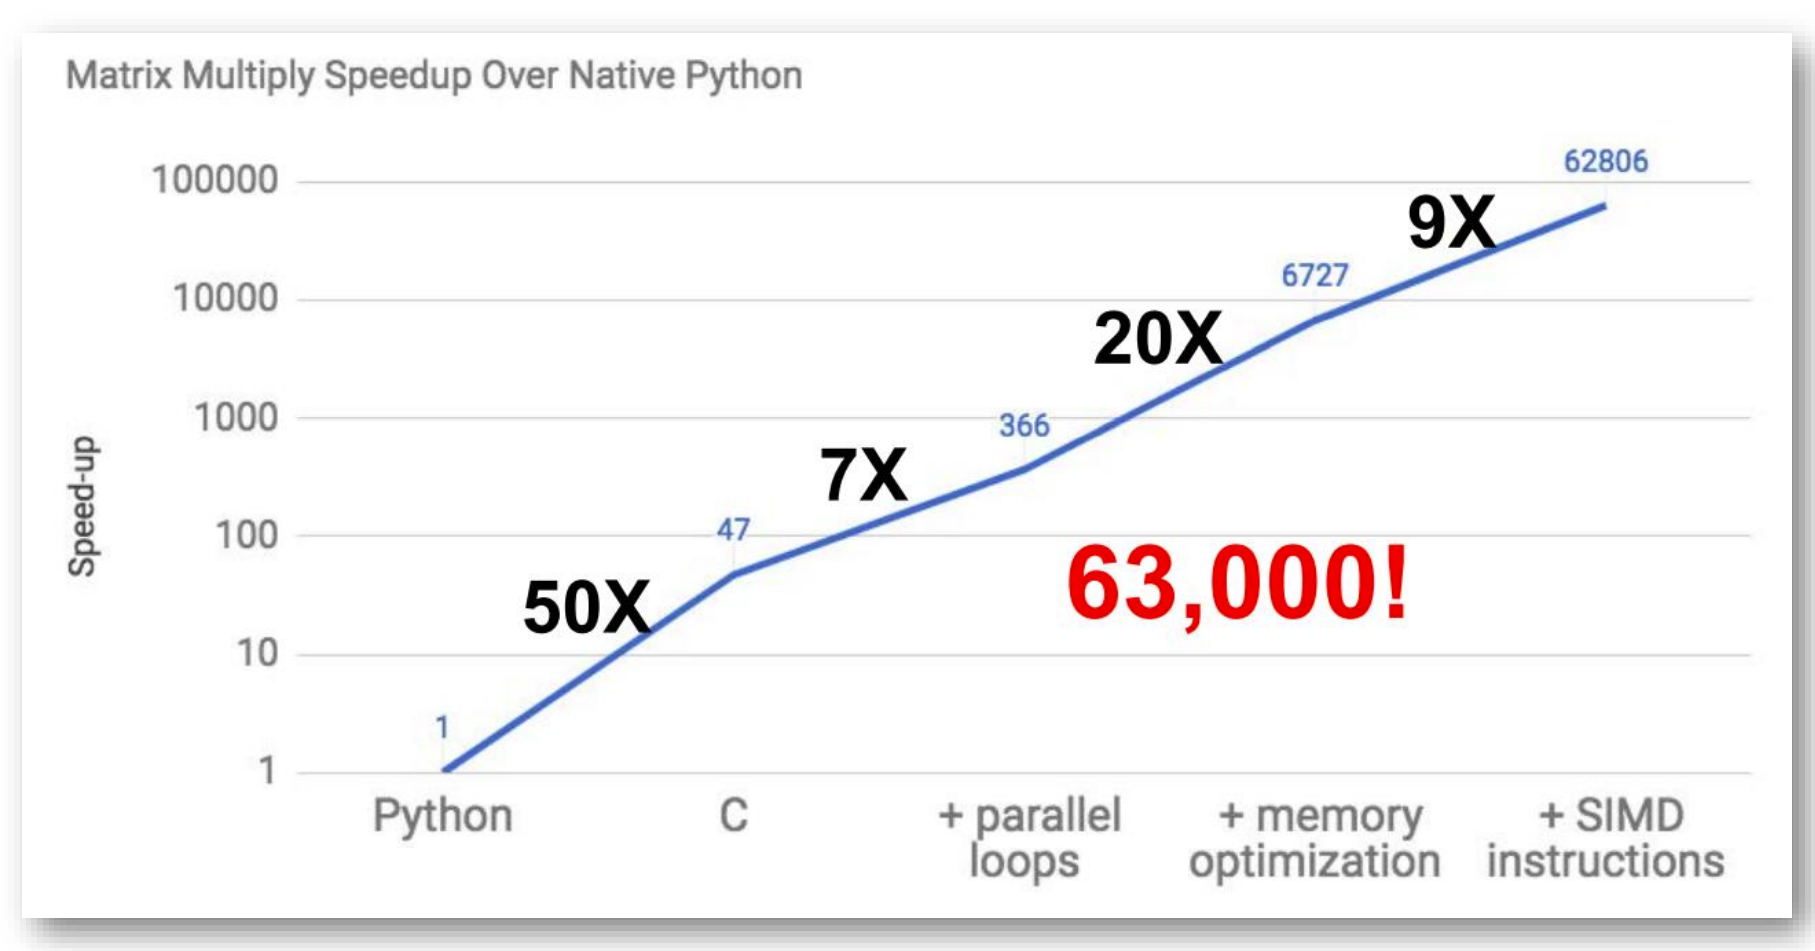 Matrix Multiply Speedup Over Native Python
Speed-up
100000
10000
1000
100
10
1
1
47
366
6727
62806
50X
7X
20X
9X
63,000!
Python
C
+ parallel
loops
+ memory
optimization
+ SIMD
instructions